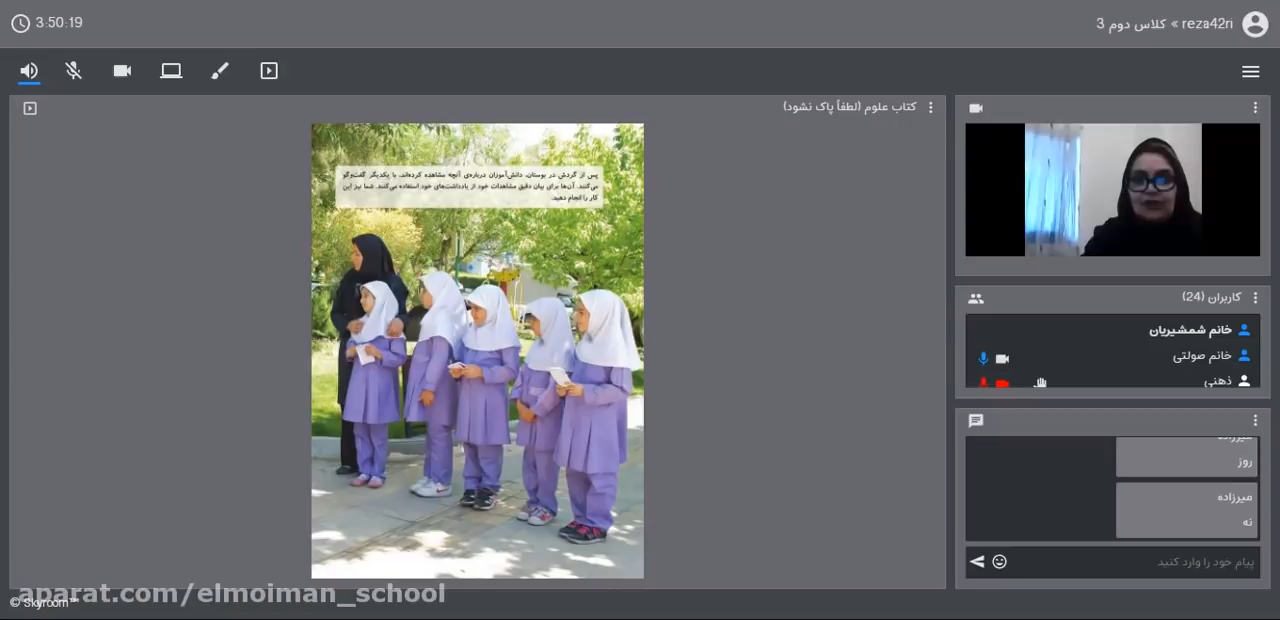 3:50:19
reza42ri » کلاس دوم 3
کتاب علوم (لطفاً پاک نشود)
پس از گردش در بوستان، دانش‌آموزان درباره‌ی آنچه مشاهده کرده‌اند، با یکدیگر گفت‌وگو
می‌کنند. آن‌ها برای بیان دقیق مشاهدات خود از یادداشت‌های خود استفاده می‌کنند. شما نیز این
کار را انجام دهید.
کاربران (24)
خانم شمشیریان
خانم صولتی
ذهنی
میرزاده
روز
میرزاده
نه
پیام خود را وارد کنید
aparat.com/elmoiman_school
© Skyroom™